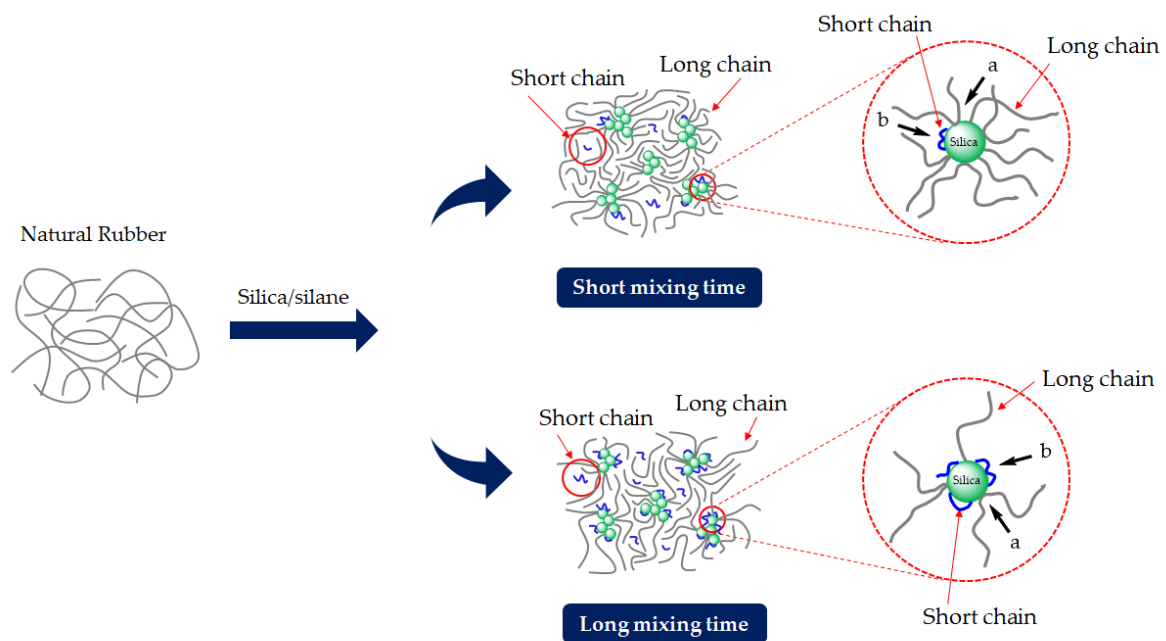 Natural Rubber
Silica/silane
Short chain
Long chain
Short mixing time
Short chain
Long chain
a
b
Silica
Short chain
Long chain
Long mixing time
Long chain
b
Silica
a
Short chain